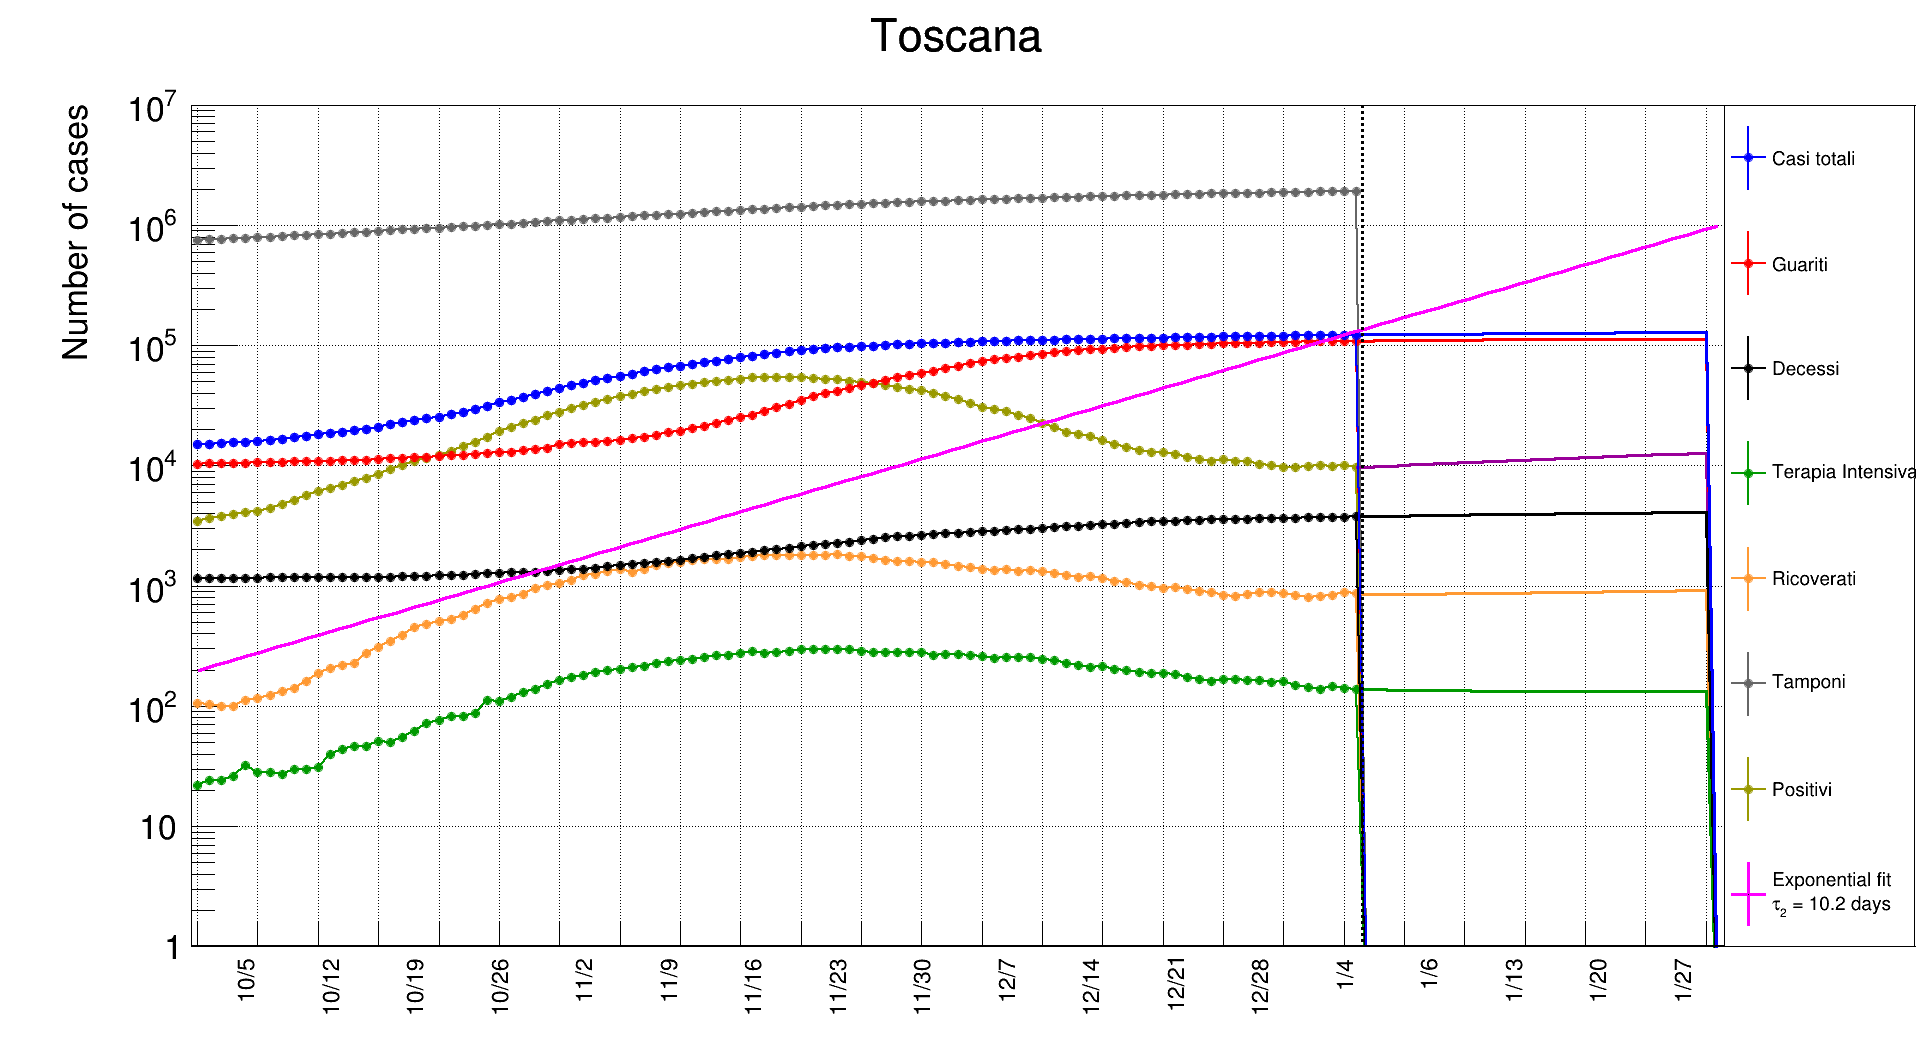 Toscana
Number of cases
10^7
10^6
10^5
10^4
10^3
10^2
10
1
10/5
10/12
10/19
10/26
11/2
11/9
11/16
11/23
11/30
12/7
12/14
12/21
12/28
1/4
1/6
1/13
1/20
1/27
Casi totali
Guariti
Decessi
Terapia Intensiva
Ricoverati
Tamponi
Positivi
Exponential fit
τ_2 = 10.2 days